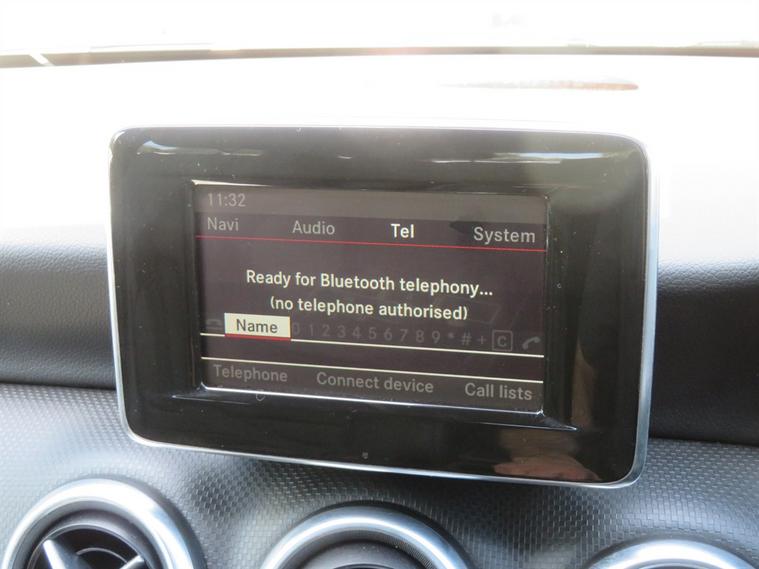 11:32
Navi Audio Tel System
Ready for Bluetooth telephony...
(no telephone authorised)
Name 0 1 2 3 4 5 6 7 8 9 * # + C
Telephone Connect device Call lists